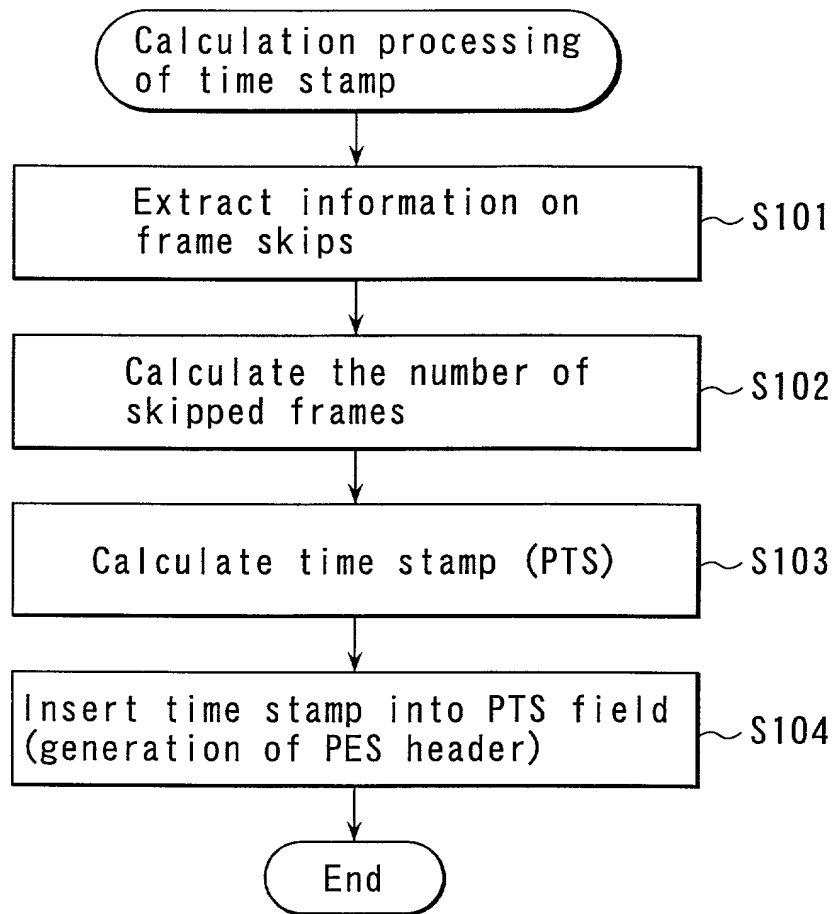 Calculation processing
of time stamp
Extract information on
frame skips
S101
Calculate the number of
skipped frames
S102
Calculate time stamp (PTS)
S103
Insert time stamp into PTS field
(generation of PES header)
S104
End